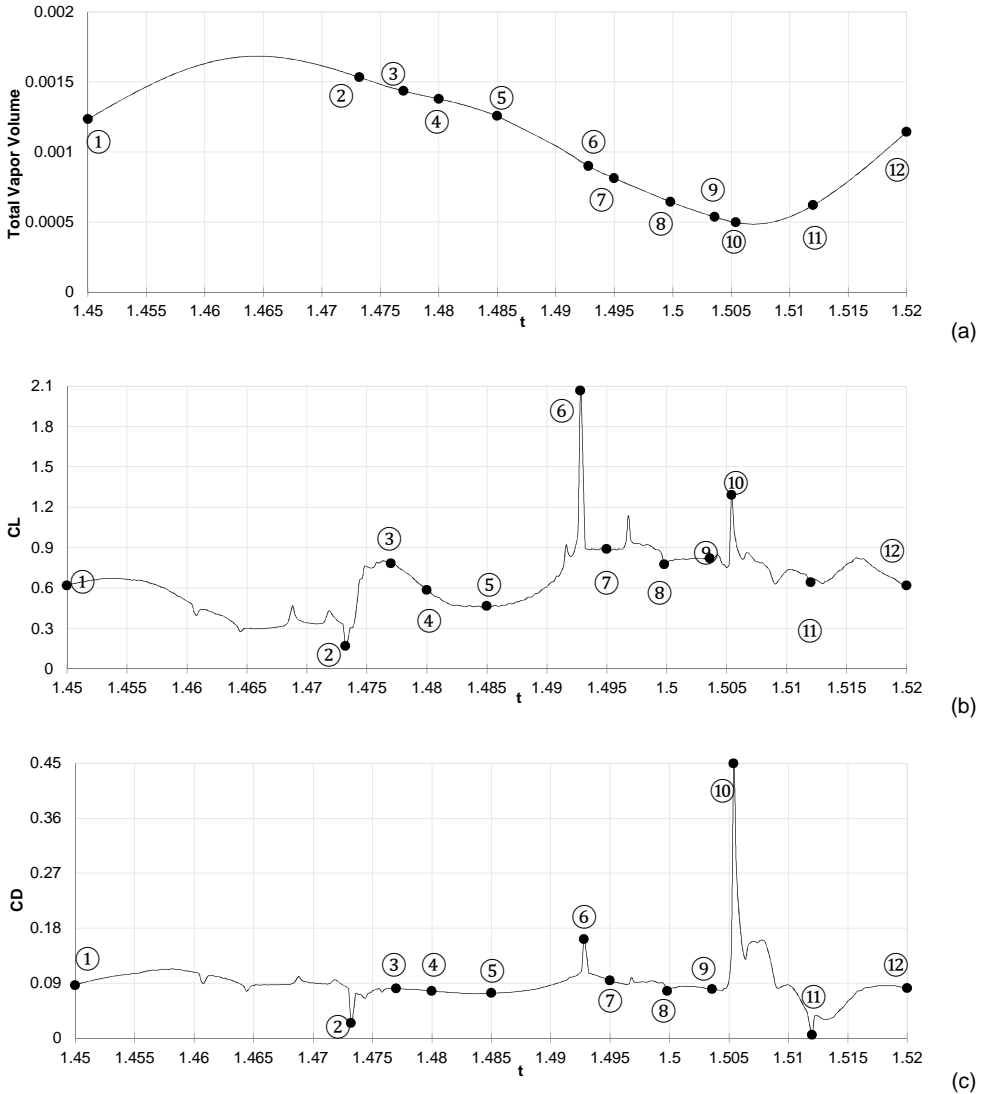 0.002
0.0015
0.001
0.0005
0
Total Vapor Volume
① ② ③ ④ ⑤ ⑥ ⑦ ⑧ ⑨ ⑩ ⑪ ⑫
1.45 1.455 1.46 1.465 1.47 1.475 1.48 1.485 1.49 1.495 1.5 1.505 1.51 1.515 1.52
t
(a)
2.1
1.8
1.5
1.2
0.9
0.6
0.3
0
CL
① ② ③ ④ ⑤ ⑥ ⑦ ⑧ ⑨ ⑩ ⑪ ⑫
1.45 1.455 1.46 1.465 1.47 1.475 1.48 1.485 1.49 1.495 1.5 1.505 1.51 1.515 1.52
t
(b)
0.45
0.36
0.27
0.18
0.09
0
CD
① ② ③ ④ ⑤ ⑥ ⑦ ⑧ ⑨ ⑩ ⑪ ⑫
1.45 1.455 1.46 1.465 1.47 1.475 1.48 1.485 1.49 1.495 1.5 1.505 1.51 1.515 1.52
t
(c)